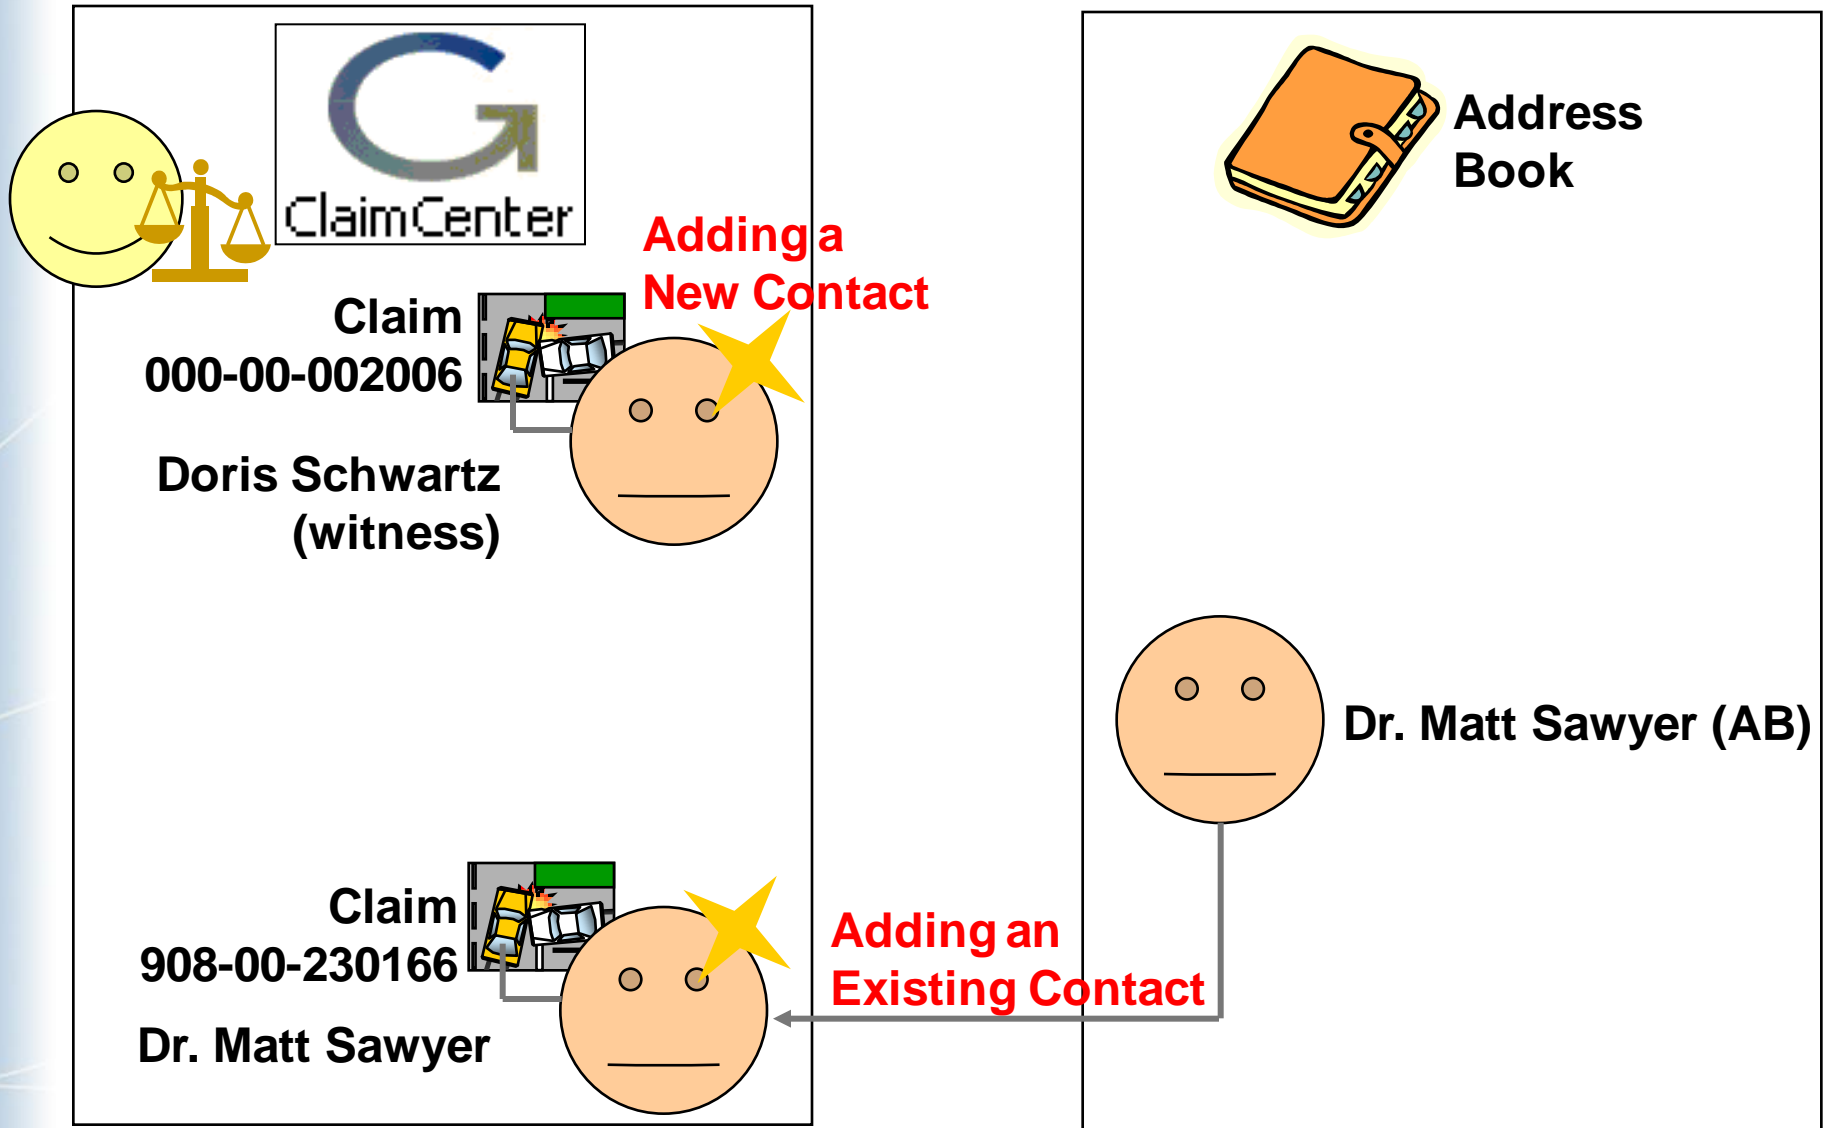 ClaimCenter
Address
Book
Adding a
New Contact
Claim
000-00-002006
Doris Schwartz
(witness)
Dr. Matt Sawyer (AB)
Claim
908-00-230166
Adding an
Existing Contact
Dr. Matt Sawyer